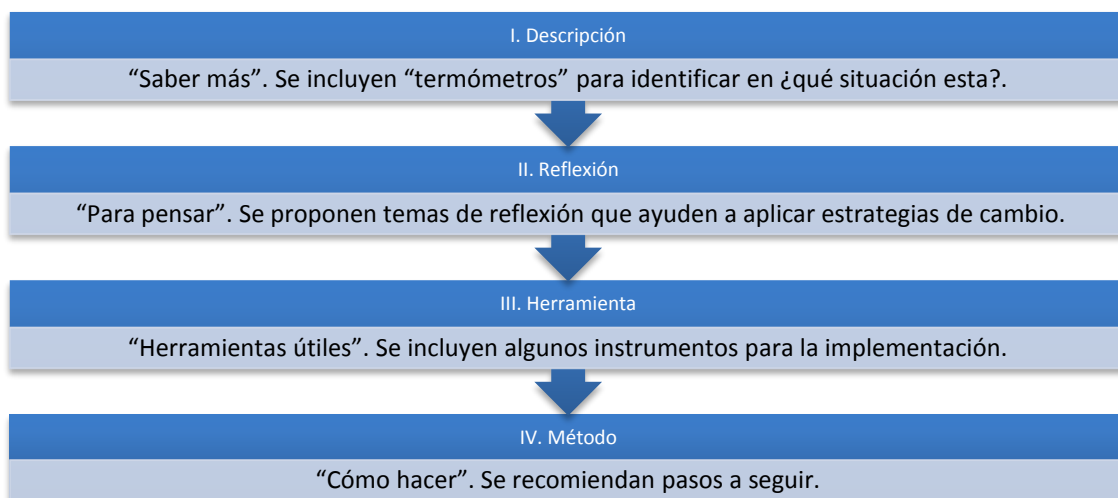 I. Descripción
“Saber más”. Se incluyen “termómetros” para identificar en ¿qué situación esta?.
II. Reflexión
“Para pensar”. Se proponen temas de reflexión que ayuden a aplicar estrategias de cambio.
III. Herramienta
“Herramientas útiles”. Se incluyen algunos instrumentos para la implementación.
IV. Método
“Cómo hacer”. Se recomiendan pasos a seguir.